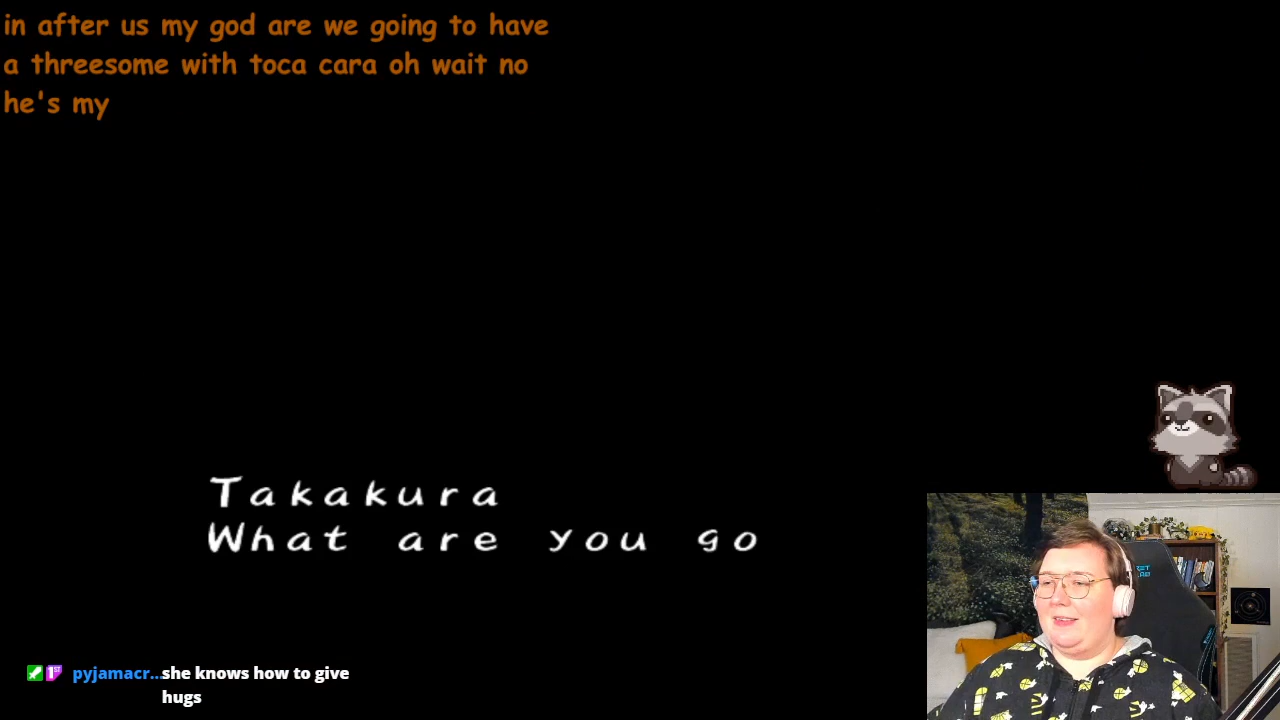 in after us my god are we going to have
a threesome with toca cara oh wait no
he's my
Takakura
What are you go
pyjamacr...she knows how to give
hugs